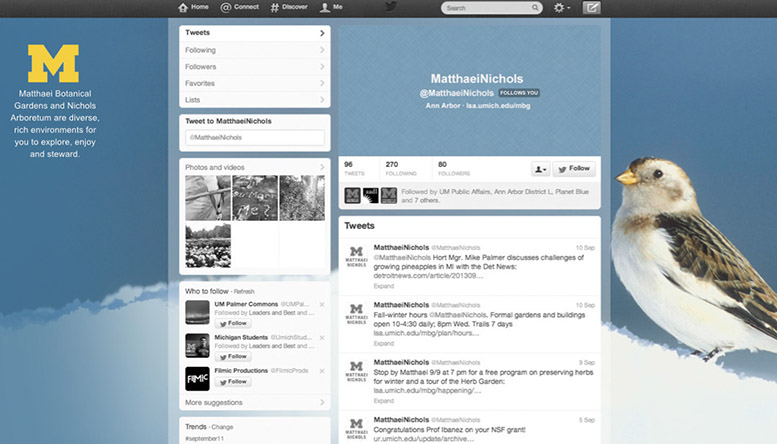 Home @ Connect # Discover Me Search
M
Matthaei Botanical
Gardens and Nichols
Arboretum are diverse,
rich environments for
you to explore, enjoy
and steward.
Tweets
Following
Followers
Favorites
Lists
Tweet to MatthaeiNichols
@MatthaeiNichols
Photos and videos
Who to follow · Refresh
UM Palmer Commons @UMPal...
Followed by Leaders and Best and ...
Follow
Michigan Students @UmichStud...
Followed by Leaders and Best and ...
Follow
Filmic Productions @FilmicProds
FILMIC
Follow
More suggestions
Trends · Change
#september11
MatthaeiNichols
@MatthaeiNichols FOLLOWS YOU
Ann Arbor · lsa.umich.edu/mbg
96 270 80
TWEETS FOLLOWING FOLLOWERS
Follow
Followed by UM Public Affairs, Ann Arbor District L, Planet Blue
and 7 others.
Tweets
MatthaeiNichols @MatthaeiNichols 10 Sep
@MatthaeiNichols Hort Mgr. Mike Palmer discusses challenges of
growing pineapples in MI with the Det News:
detroitnews.com/article/201309...
Expand
MATTHAEI
NICHOLS
MatthaeiNichols @MatthaeiNichols 10 Sep
Fall-winter hours @MatthaeiNichols. Formal gardens and buildings
open 10-4:30 daily; 8pm Wed. Trails 7 days
lsa.umich.edu/mbg/plan/hours...
Expand
MATTHAEI
NICHOLS
MatthaeiNichols @MatthaeiNichols 9 Sep
Stop by Matthaei 9/9 at 7 pm for a free program on preserving herbs
for winter and a tour of the Herb Garden:
lsa.umich.edu/mbg/happening/...
Expand
MATTHAEI
NICHOLS
MatthaeiNichols @MatthaeiNichols 5 Sep
Congratulations Prof Ibanez on your NSF grant!
ur.umich.edu/update/archive...
MATTHAEI